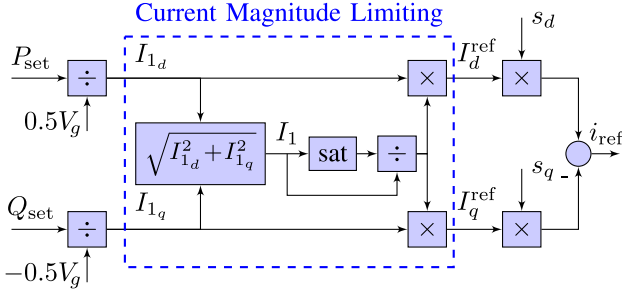 Current Magnitude Limiting
P_set
÷
0.5V_g
I_{1_d}
×
I_d^ref
×
s_d
√(I_{1_d}^2 + I_{1_q}^2)
I_1
sat
÷
i_ref
Q_set
÷
−0.5V_g
I_{1_q}
×
I_q^ref
×
s_q
-